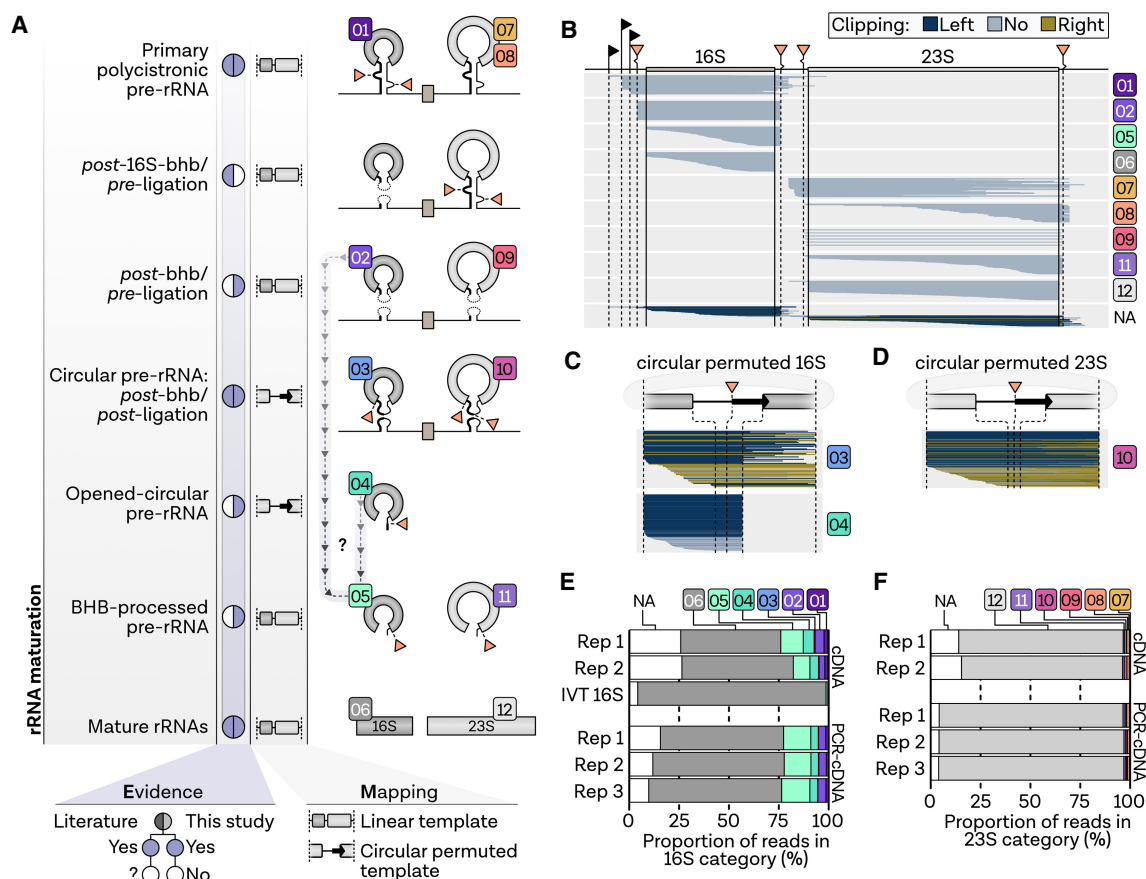 A
rRNA maturation
Primary
polycistronic
pre-rRNA
01
07
08
post-16S-bhb/
pre-ligation
post-bhb/
pre-ligation
02
09
Circular pre-rRNA:
post-bhb/
post-ligation
03
10
Opened-circular
pre-rRNA
04
?
BHB-processed
pre-rRNA
05
11
Mature rRNAs
06
16S
12
23S
Evidence
Literature
This study
Yes
Yes
?
No
Mapping
Linear template
Circular permuted
template
B
Clipping:
Left
No
Right
16S
23S
01
02
05
06
07
08
09
11
12
NA
C
circular permuted 16S
03
04
D
circular permuted 23S
10
E
NA
06
05
04
03
02
01
Rep 1
Rep 2
IVT 16S
cDNA
Rep 1
Rep 2
Rep 3
PCR-cDNA
0
25
50
75
100
Proportion of reads in
16S category (%)
F
NA
12
11
10
09
08
07
Rep 1
Rep 2
cDNA
Rep 1
Rep 2
Rep 3
PCR-cDNA
0
25
50
75
100
Proportion of reads in
23S category (%)